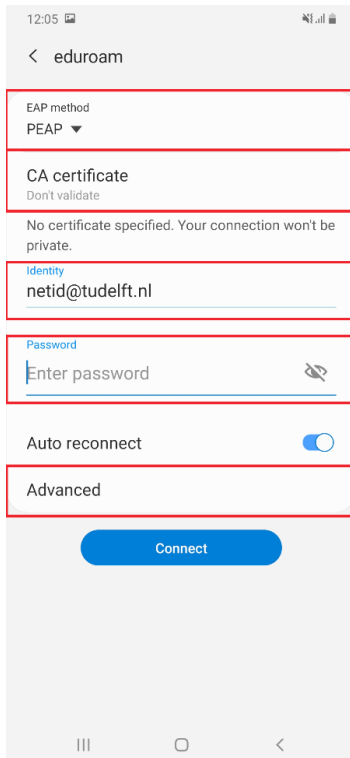 12:05
eduroam
EAP method
PEAP
CA certificate
Don't validate
No certificate specified. Your connection won't be
private.
Identity
netid@tudelft.nl
Password
Enter password
Auto reconnect
Advanced
Connect